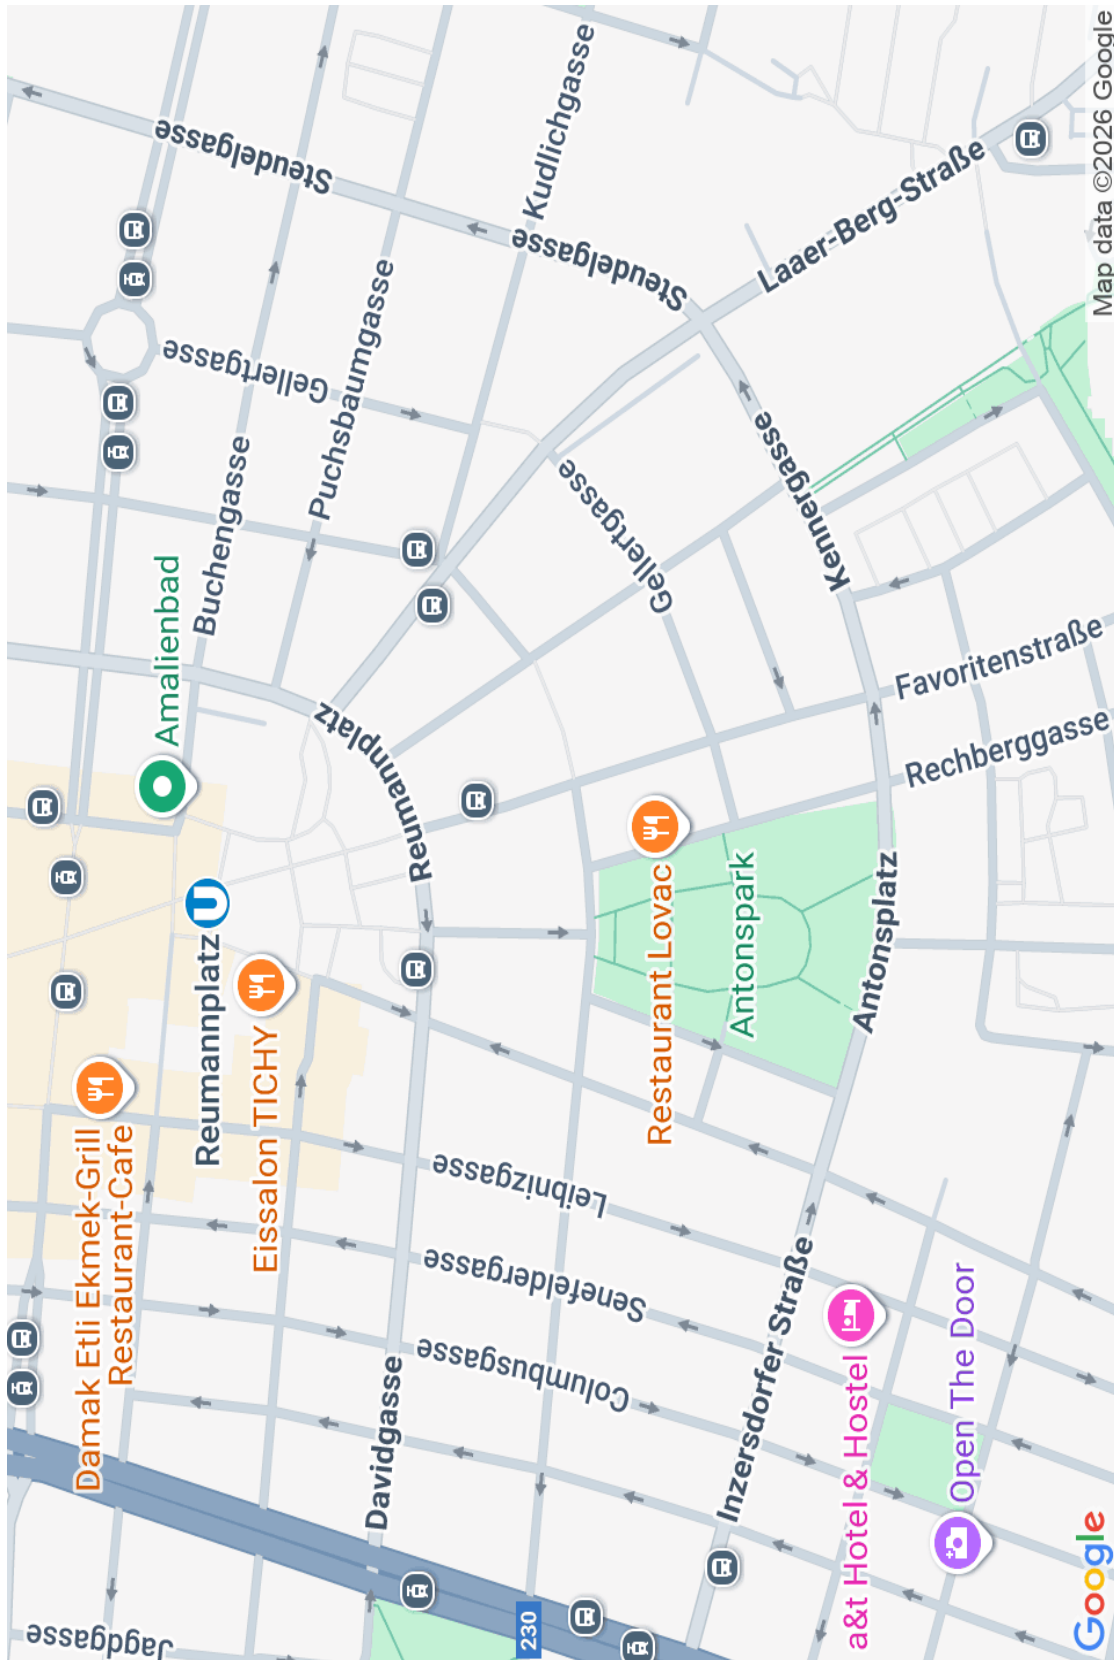 Jagdgasse
Damak Etli Ekmek-Grill
Restaurant-Cafe
Reumannplatz
Eissalon TICHY
Amalienbad
Buchengasse
Gellertgasse
Steudelgasse
Puchsbaumgasse
Kudlichgasse
Steudelgasse
Reumannplatz
Davidgasse
Columbusgasse
Senefeldergasse
Leibnizgasse
230
Gellertgasse
Laaer-Berg-Straße
Restaurant Lovac
Antonspark
Kennergasse
Inzersdorfer Straße
Antonsplatz
Favoritenstraße
Rechberggasse
a&t Hotel & Hostel
Open The Door
Google
Map data ©2026 Google